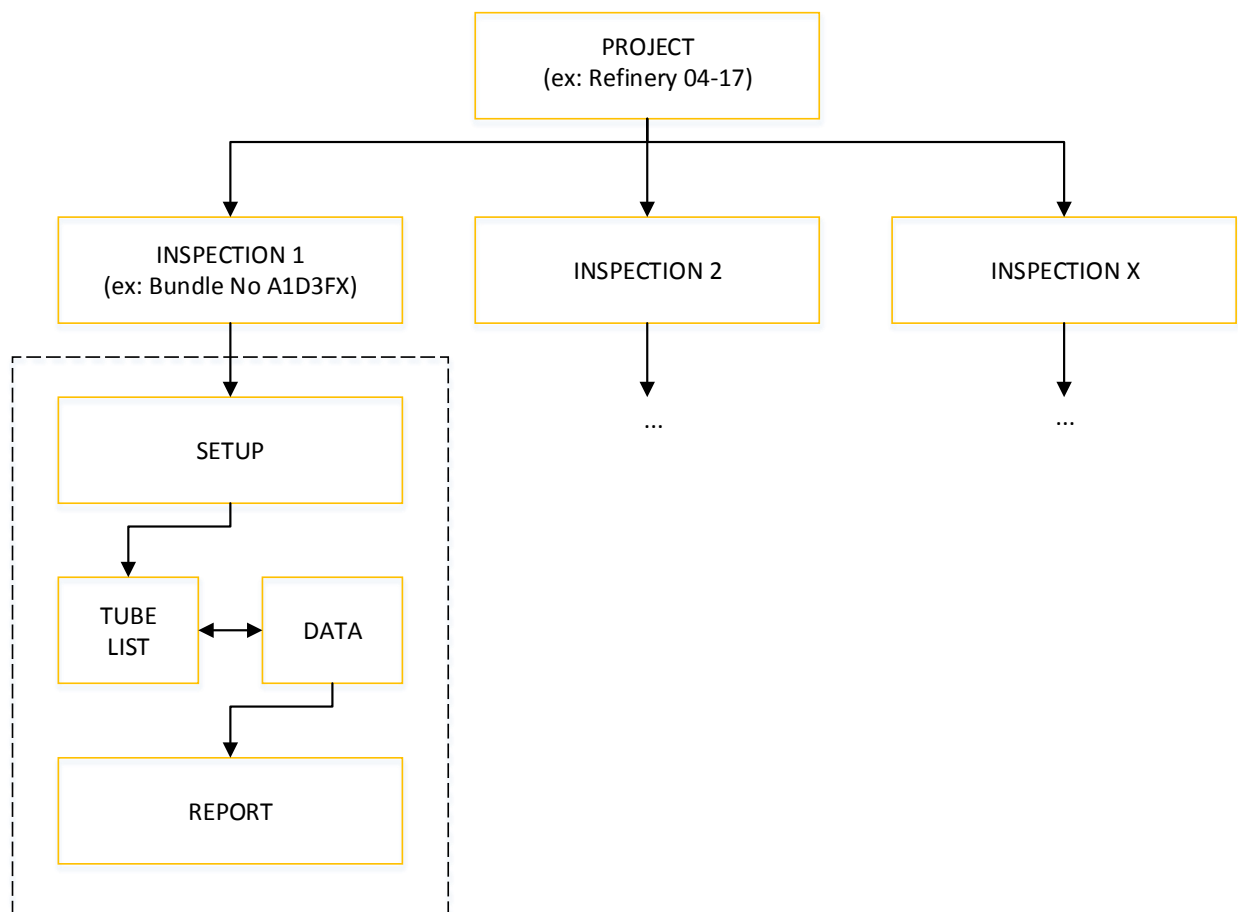 PROJECT
(ex: Refinery 04-17)
INSPECTION 1
(ex: Bundle No A1D3FX)
INSPECTION 2
INSPECTION X
SETUP
...
...
TUBE
LIST
DATA
REPORT